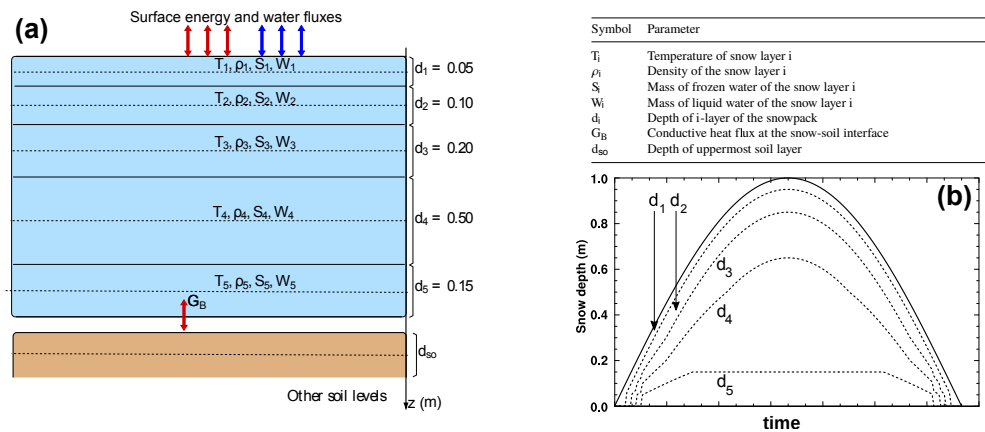 (a)
Surface energy and water fluxes
T₁, ρ₁, S₁, W₁
d₁ = 0.05
T₂, ρ₂, S₂, W₂
d₂ = 0.10
T₃, ρ₃, S₃, W₃
d₃ = 0.20
T₄, ρ₄, S₄, W₄
d₄ = 0.50
T₅, ρ₅, S₅, W₅
d₅ = 0.15
G_B
d_so
Other soil levels
z (m)
Symbol Parameter
Tᵢ Temperature of snow layer i
ρᵢ Density of the snow layer i
Sᵢ Mass of frozen water of the snow layer i
Wᵢ Mass of liquid water of the snow layer i
dᵢ Depth of i-layer of the snowpack
G_B Conductive heat flux at the snow-soil interface
d_so Depth of uppermost soil layer
(b)
1.0
0.8
0.6
0.4
0.2
0.0
Snow depth (m)
d₁ d₂
d₃
d₄
d₅
time